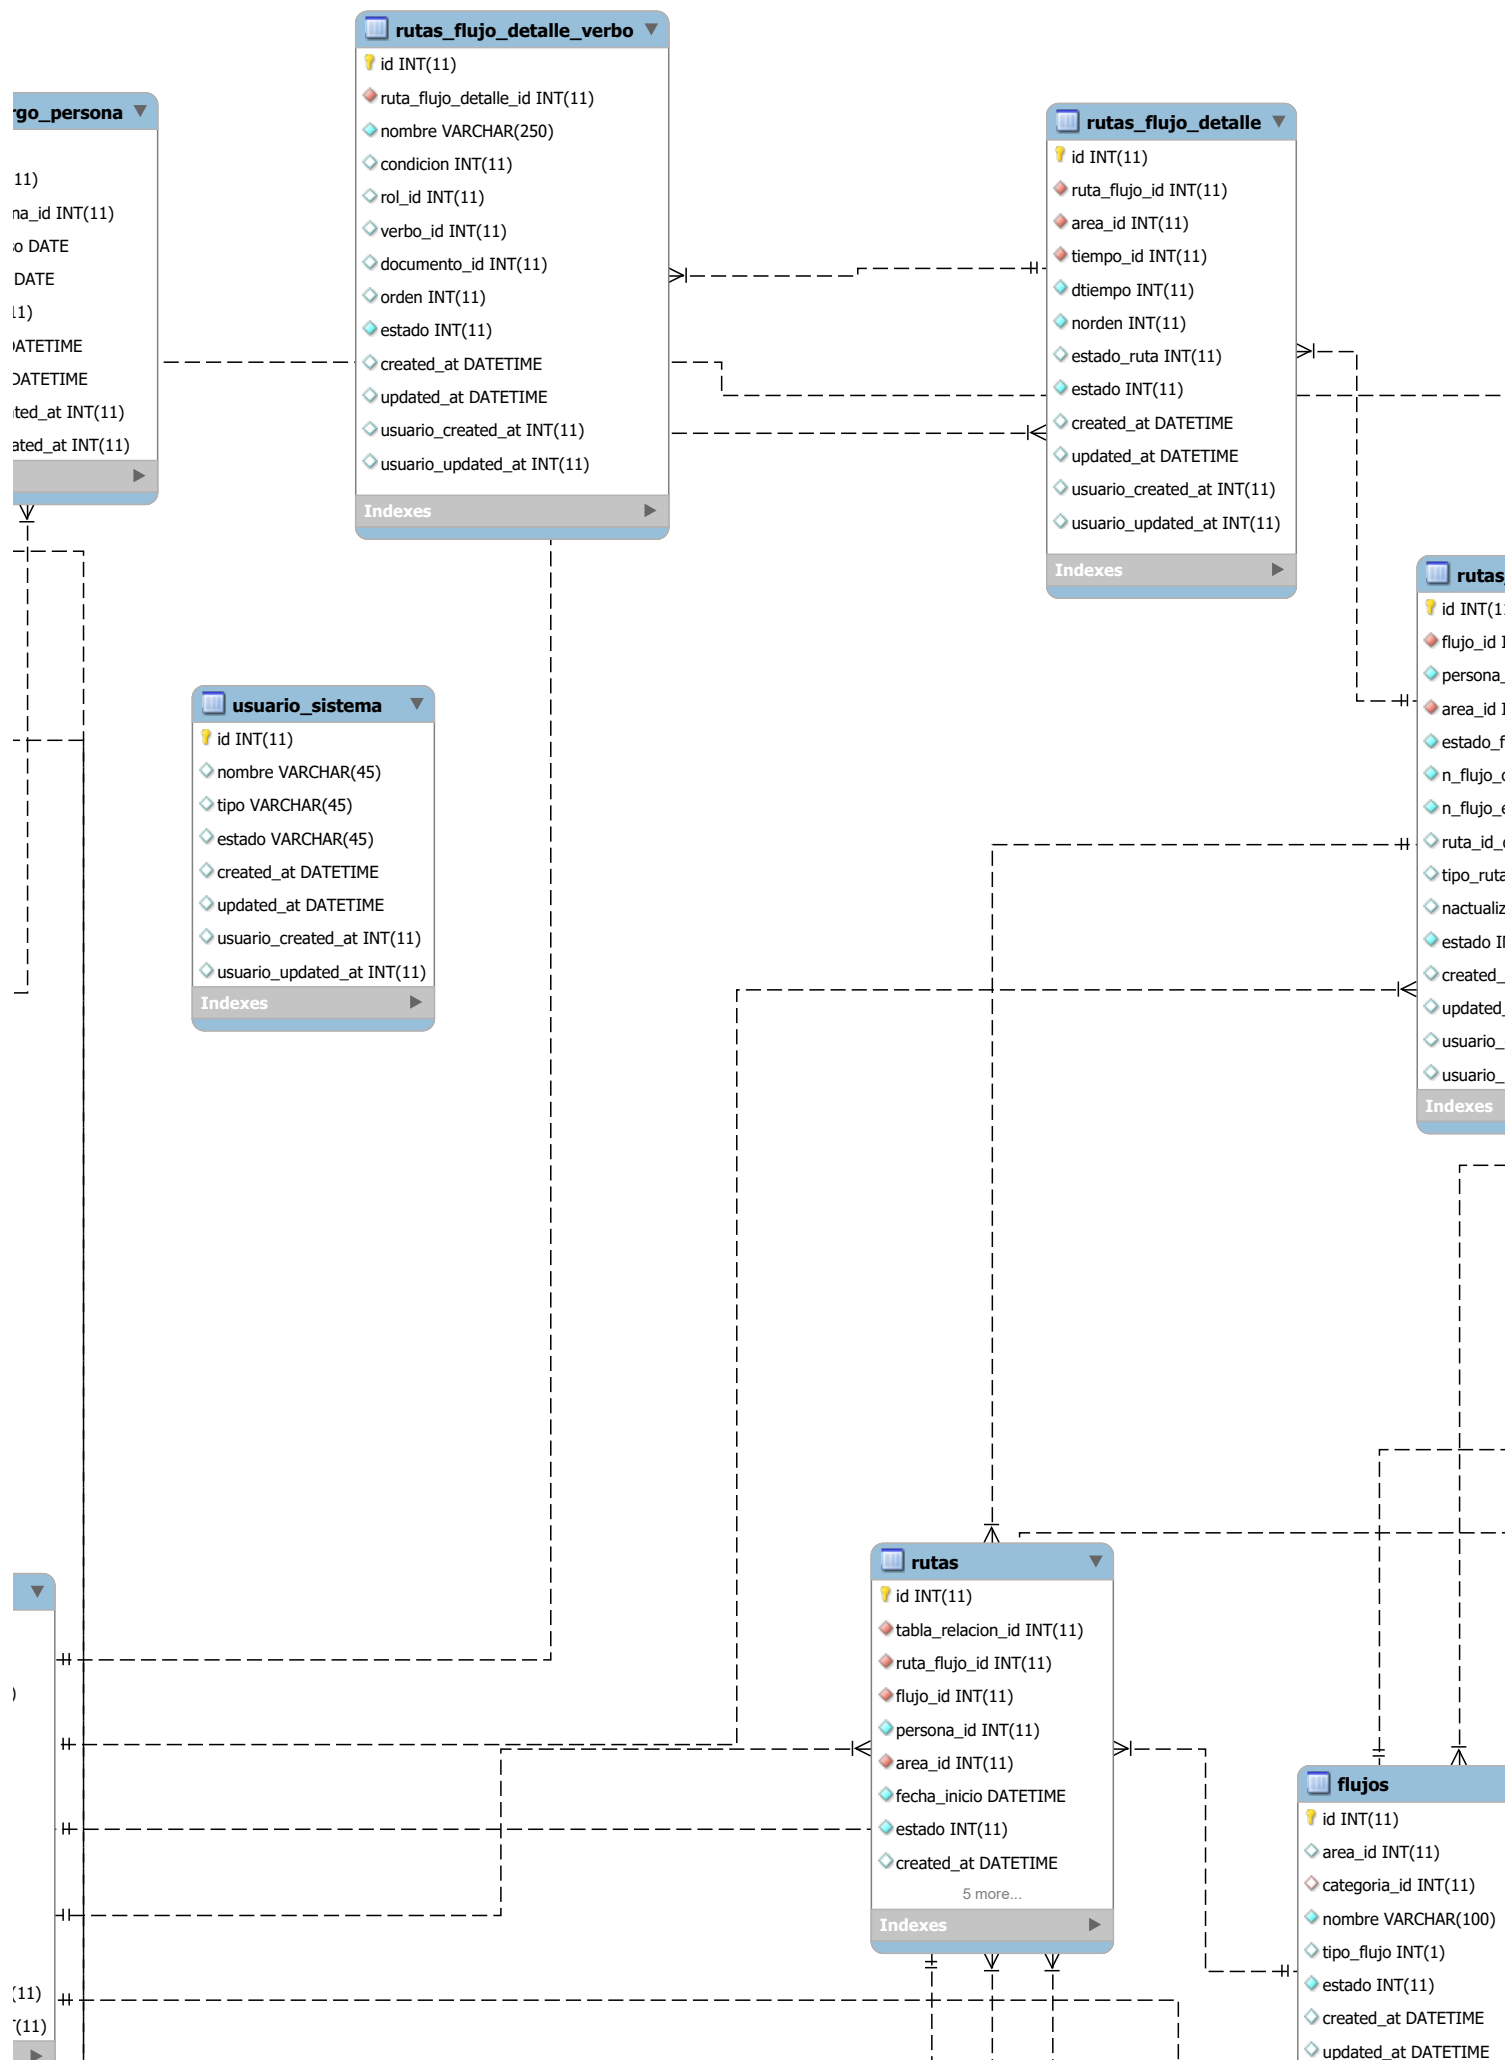 rutas_flujo_detalle_verbo
id INT(11)
ruta_flujo_detalle_id INT(11)
nombre VARCHAR(250)
condicion INT(11)
rol_id INT(11)
verbo_id INT(11)
documento_id INT(11)
orden INT(11)
estado INT(11)
created_at DATETIME
updated_at DATETIME
usuario_created_at INT(11)
usuario_updated_at INT(11)
Indexes
rgo_persona
11)
na_id INT(11)
so DATE
DATE
11)
DATETIME
DATETIME
ated_at INT(11)
ated_at INT(11)
rutas_flujo_detalle
id INT(11)
ruta_flujo_id INT(11)
area_id INT(11)
tiempo_id INT(11)
dtiempo INT(11)
norden INT(11)
estado_ruta INT(11)
estado INT(11)
created_at DATETIME
updated_at DATETIME
usuario_created_at INT(11)
usuario_updated_at INT(11)
Indexes
rutas_
id INT(1
flujo_id I
persona_
area_id I
estado_f
n_flujo_
n_flujo_e
ruta_id_
tipo_ruta
nactualiz
estado I
created_
updated_
usuario_
usuario_
Indexes
usuario_sistema
id INT(11)
nombre VARCHAR(45)
tipo VARCHAR(45)
estado VARCHAR(45)
created_at DATETIME
updated_at DATETIME
usuario_created_at INT(11)
usuario_updated_at INT(11)
Indexes
rutas
id INT(11)
tabla_relacion_id INT(11)
ruta_flujo_id INT(11)
flujo_id INT(11)
persona_id INT(11)
area_id INT(11)
fecha_inicio DATETIME
estado INT(11)
created_at DATETIME
5 more...
Indexes
)
(11)
(11)
flujos
id INT(11)
area_id INT(11)
categoria_id INT(11)
nombre VARCHAR(100)
tipo_flujo INT(1)
estado INT(11)
created_at DATETIME
updated_at DATETIME